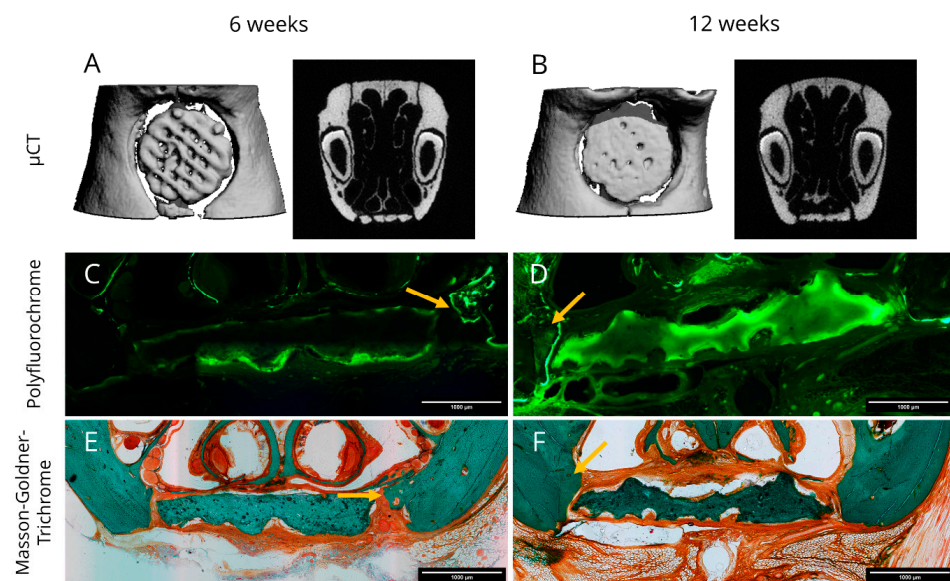 6 weeks
12 weeks
A
B
µCT
C
D
Polyfluorochrome
1000 µm
1000 µm
E
F
Masson-Goldner-
Trichrome
1000 µm
1000 µm